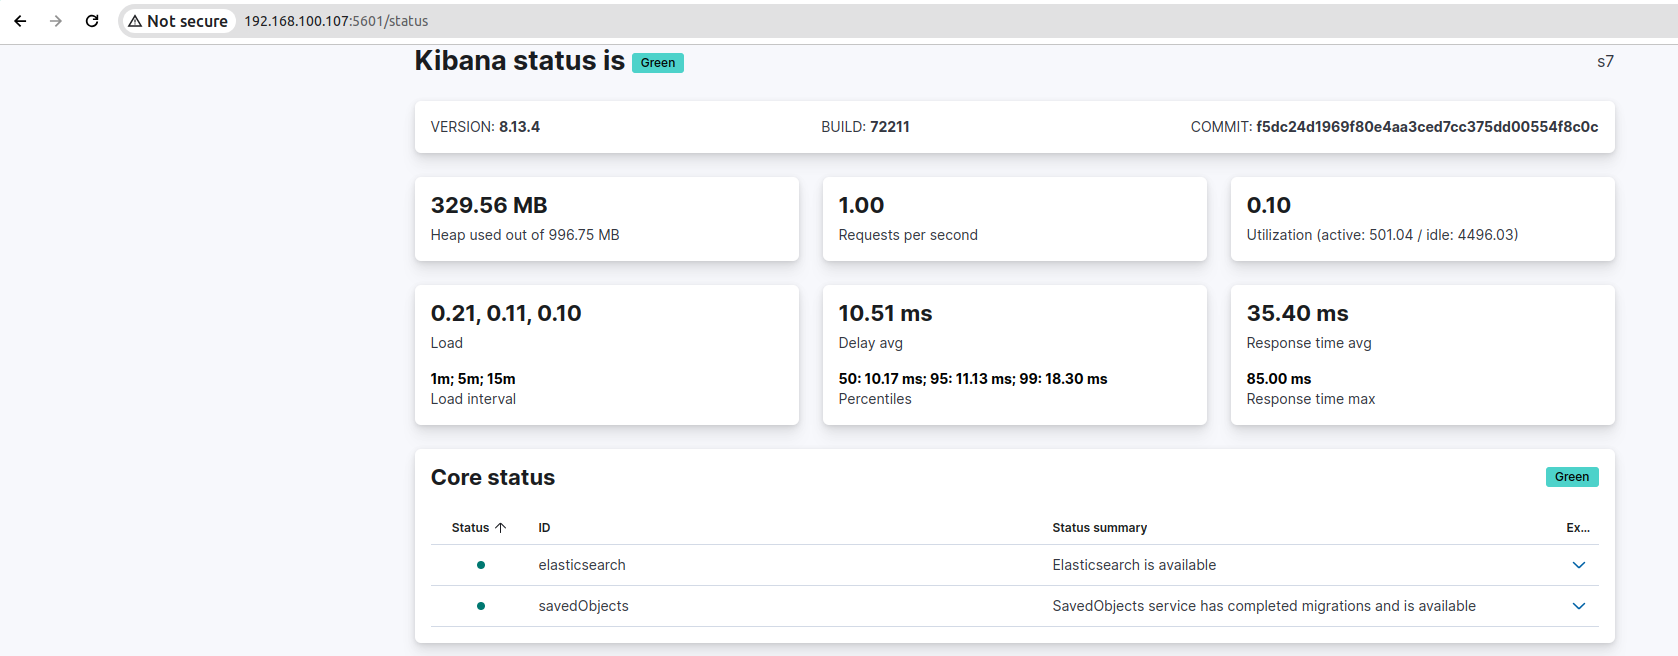 Not secure 192.168.100.107:5601/status
Kibana status is Green s7
VERSION: 8.13.4 BUILD: 72211 COMMIT: f5dc24d1969f80e4aa3ced7cc375dd00554f8c0c
329.56 MB
Heap used out of 996.75 MB
1.00
Requests per second
0.10
Utilization (active: 501.04 / idle: 4496.03)
0.21, 0.11, 0.10
Load
1m; 5m; 15m
Load interval
10.51 ms
Delay avg
50: 10.17 ms; 95: 11.13 ms; 99: 18.30 ms
Percentiles
35.40 ms
Response time avg
85.00 ms
Response time max
Core status Green
Status ID Status summary Ex...
elasticsearch Elasticsearch is available
savedObjects SavedObjects service has completed migrations and is available